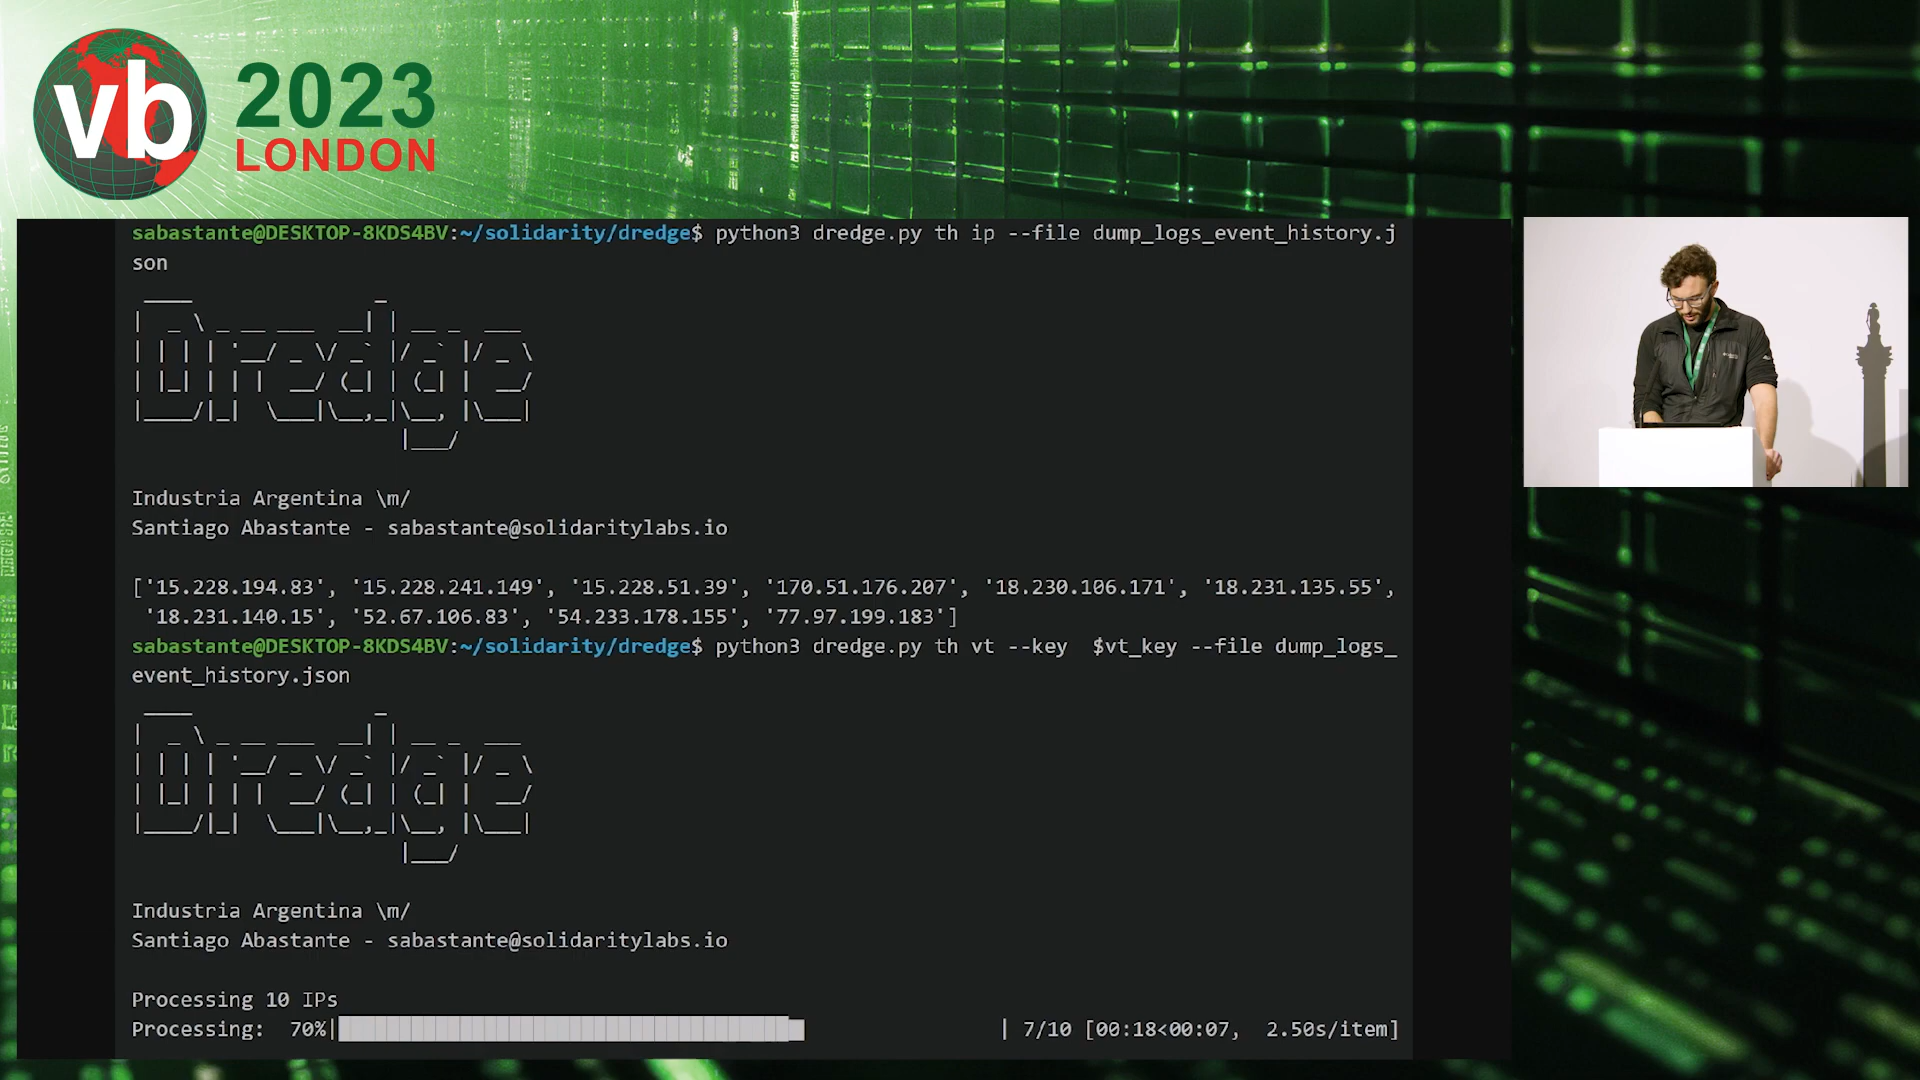 vb
2023
LONDON
sabastante@DESKTOP-8KDS4BV:~/solidarity/dredge$ python3 dredge.py th ip --file dump_logs_event_history.j
son
Dredge
Industria Argentina \m/
Santiago Abastante - sabastante@solidaritylabs.io
['15.228.194.83', '15.228.241.149', '15.228.51.39', '170.51.176.207', '18.230.106.171', '18.231.135.55',
'18.231.140.15', '52.67.106.83', '54.233.178.155', '77.97.199.183']
sabastante@DESKTOP-8KDS4BV:~/solidarity/dredge$ python3 dredge.py th vt --key  $vt_key --file dump_logs_
event_history.json
Dredge
Industria Argentina \m/
Santiago Abastante - sabastante@solidaritylabs.io
Processing 10 IPs
Processing:  70%| | 7/10 [00:18<00:07,  2.50s/item]